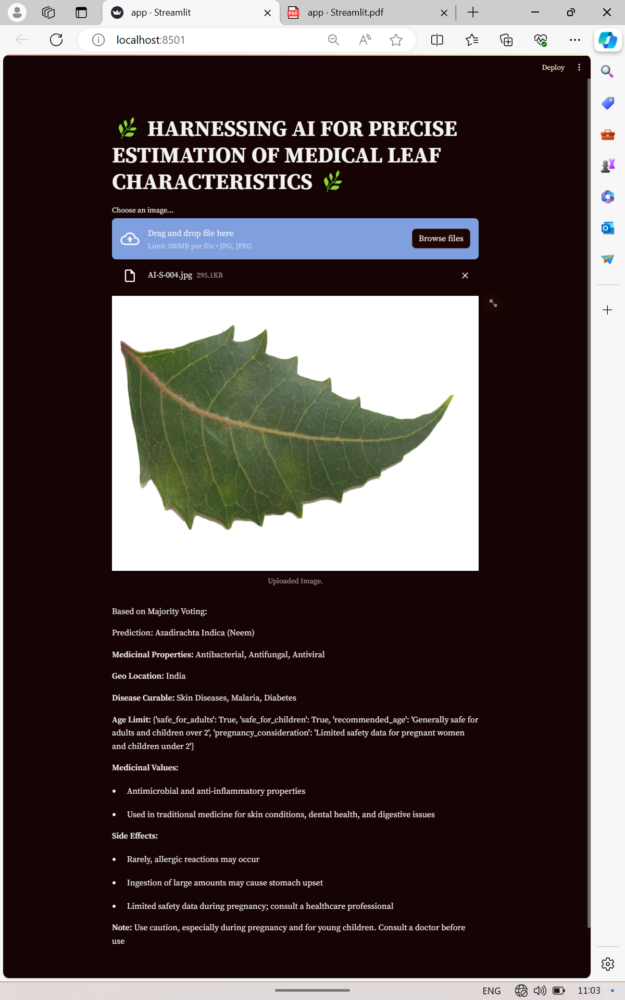 app · Streamlit
PDF
app · Streamlit.pdf
localhost:8501
Deploy
HARNESSING AI FOR PRECISE
ESTIMATION OF MEDICAL LEAF
CHARACTERISTICS
Choose an image...
Drag and drop file here
Limit 200MB per file • JPG, JPEG
Browse files
AI-S-004.jpg 295.1KB
Uploaded Image.
Based on Majority Voting:
Prediction: Azadirachta Indica (Neem)
Medicinal Properties: Antibacterial, Antifungal, Antiviral
Geo Location: India
Disease Curable: Skin Diseases, Malaria, Diabetes
Age Limit: {'safe_for_adults': True, 'safe_for_children': True, 'recommended_age': 'Generally safe for
adults and children over 2', 'pregnancy_consideration': 'Limited safety data for pregnant women
and children under 2'}
Medicinal Values:
• Antimicrobial and anti-inflammatory properties
• Used in traditional medicine for skin conditions, dental health, and digestive issues
Side Effects:
• Rarely, allergic reactions may occur
• Ingestion of large amounts may cause stomach upset
• Limited safety data during pregnancy; consult a healthcare professional
Note: Use caution, especially during pregnancy and for young children. Consult a doctor before
use
ENG
11:03